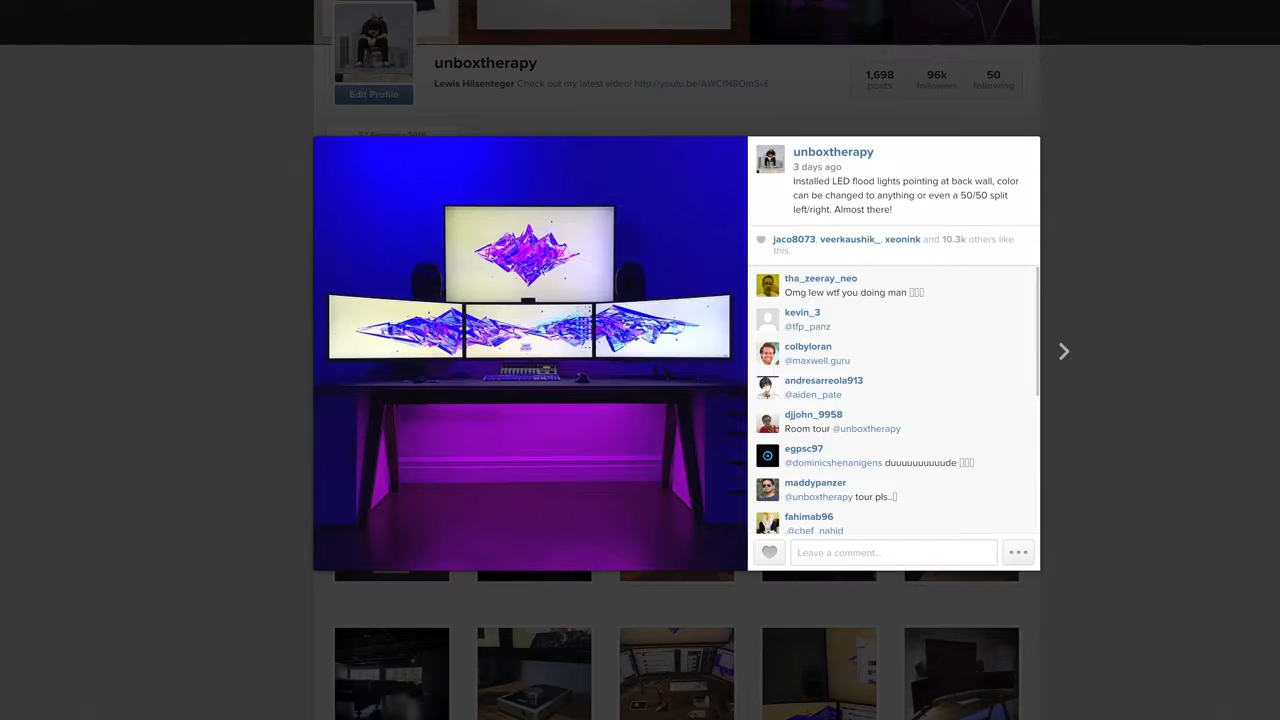 unboxtherapy
Lewis Hilsenteger Check out my latest video!
Edit Profile
1,698 posts
96k followers
50 following
unboxtherapy
3 days ago
Installed LED flood lights pointing at back wall, color
can be changed to anything or even a 50/50 split
left/right. Almost there!
jaco8073, veerkaushik_, xeonink and 10.3k others like
this.
tha_zeeray_neo
Omg lew wtf you doing man
kevin_3
@tfp_panz
colbyloran
@maxwell.guru
andresarreola913
@aiden_pate
djjohn_9958
Room tour @unboxtherapy
egpsc97
@dominicshenanigens duuuuuuuuuude
maddypanzer
@unboxtherapy tour pls..
fahimab96
.@chef_nahid
Leave a comment...